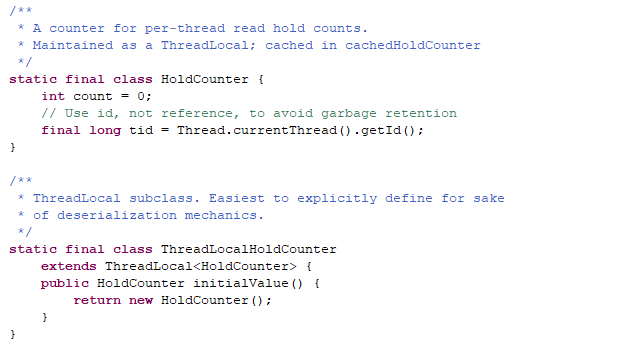 /**
 * A counter for per-thread read hold counts.
 * Maintained as a ThreadLocal; cached in cachedHoldCounter
 */
static final class HoldCounter {
    int count = 0;
    // Use id, not reference, to avoid garbage retention
    final long tid = Thread.currentThread().getId();
}

/**
 * ThreadLocal subclass. Easiest to explicitly define for sake
 * of deserialization mechanics.
 */
static final class ThreadLocalHoldCounter
    extends ThreadLocal<HoldCounter> {
    public HoldCounter initialValue() {
        return new HoldCounter();
    }
}